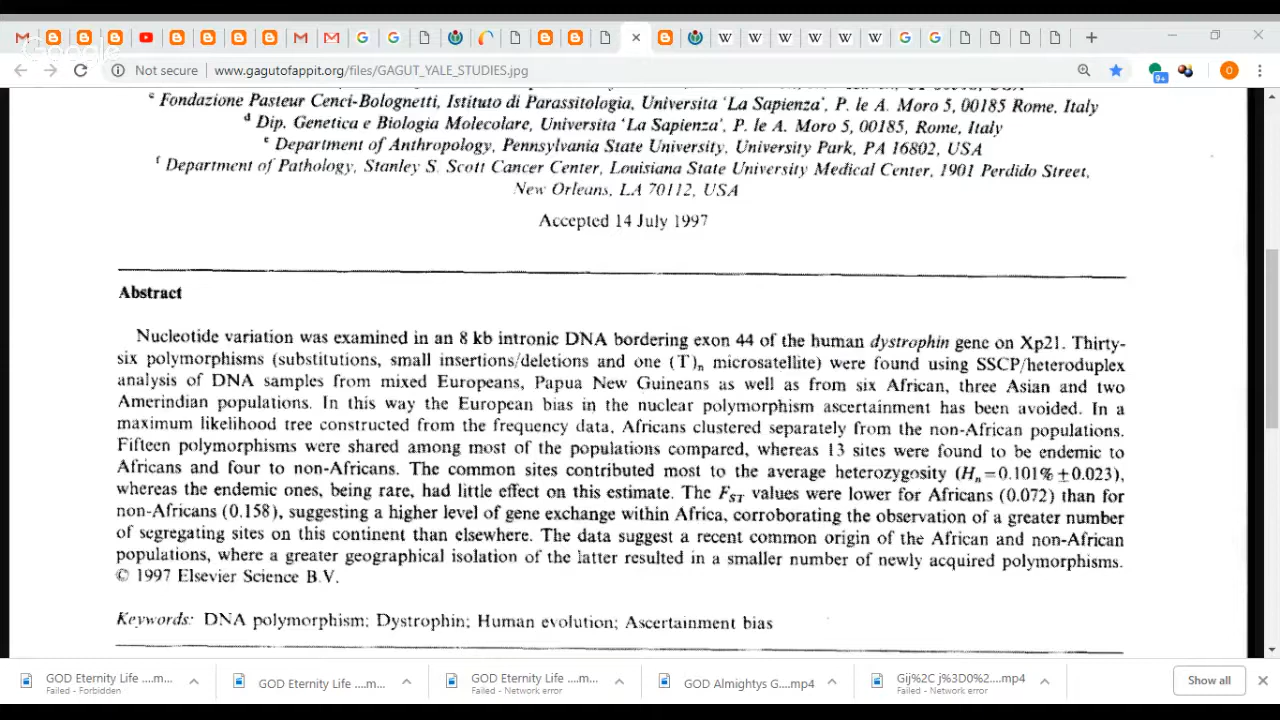 Google
Not secure
www.gagutofappit.org/files/GAGUT_YALE_STUDIES.jpg
9+
O
c Fondazione Pasteur Cenci-Bolognetti, Istituto di Parassitologia, Universita 'La Sapienza', P. le A. Moro 5, 00185 Rome, Italy
d Dip. Genetica e Biologia Molecolare, Universita 'La Sapienza', P. le A. Moro 5, 00185, Rome, Italy
e Department of Anthropology, Pennsylvania State University, University Park, PA 16802, USA
f Department of Pathology, Stanley S. Scott Cancer Center, Louisiana State University Medical Center, 1901 Perdido Street,
New Orleans, LA 70112, USA
Accepted 14 July 1997
Abstract
Nucleotide variation was examined in an 8 kb intronic DNA bordering exon 44 of the human dystrophin gene on Xp21. Thirty-
six polymorphisms (substitutions, small insertions/deletions and one (T)n microsatellite) were found using SSCP/heteroduplex
analysis of DNA samples from mixed Europeans, Papua New Guineans as well as from six African, three Asian and two
Amerindian populations. In this way the European bias in the nuclear polymorphism ascertainment has been avoided. In a
maximum likelihood tree constructed from the frequency data, Africans clustered separately from the non-African populations.
Fifteen polymorphisms were shared among most of the populations compared, whereas 13 sites were found to be endemic to
Africans and four to non-Africans. The common sites contributed most to the average heterozygosity (Hn=0.101%±0.023),
whereas the endemic ones, being rare, had little effect on this estimate. The FST values were lower for Africans (0.072) than for
non-Africans (0.158), suggesting a higher level of gene exchange within Africa, corroborating the observation of a greater number
of segregating sites on this continent than elsewhere. The data suggest a recent common origin of the African and non-African
populations, where a greater geographical isolation of the latter resulted in a smaller number of newly acquired polymorphisms.
© 1997 Elsevier Science B.V.
Keywords: DNA polymorphism; Dystrophin; Human evolution; Ascertainment bias
GOD Eternity Life ....m...
Failed - Forbidden
GOD Eternity Life ....m...
GOD Eternity Life ....m...
Failed - Network error
GOD Almightys G....mp4
Gij%2C j%3D0%2....mp4
Failed - Network error
Show all